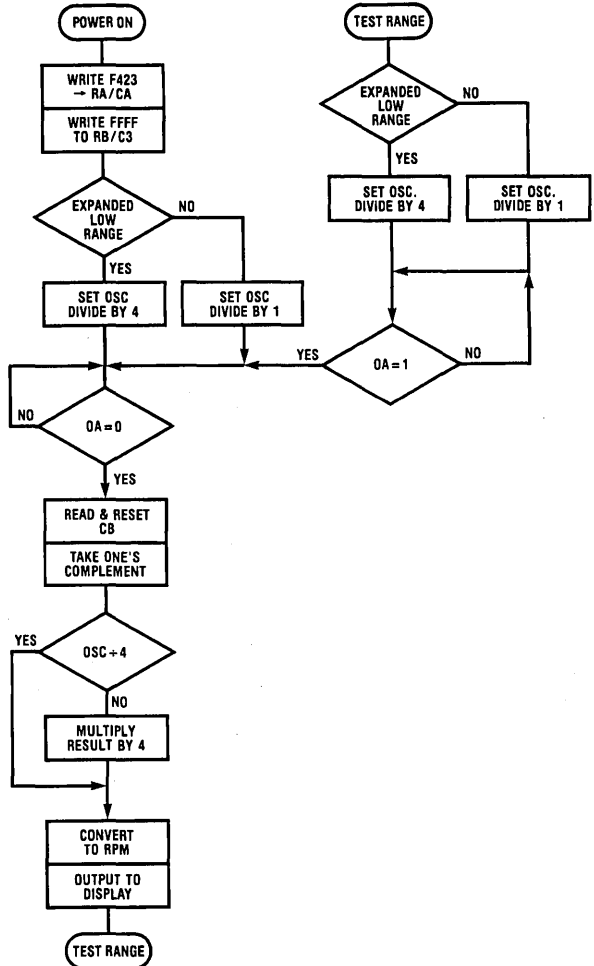 POWER ON
WRITE F423
→ RA/CA
WRITE FFFF
TO RB/C3
EXPANDED
LOW
RANGE
NO
YES
SET OSC
DIVIDE BY 4
SET OSC
DIVIDE BY 1
TEST RANGE
EXPANDED
LOW
RANGE
NO
YES
SET OSC.
DIVIDE BY 4
SET OSC.
DIVIDE BY 1
OA=1
YES
NO
OA=0
NO
YES
READ & RESET
CB
TAKE ONE'S
COMPLEMENT
OSC÷4
YES
NO
MULTIPLY
RESULT BY 4
CONVERT
TO RPM
OUTPUT TO
DISPLAY
TEST RANGE